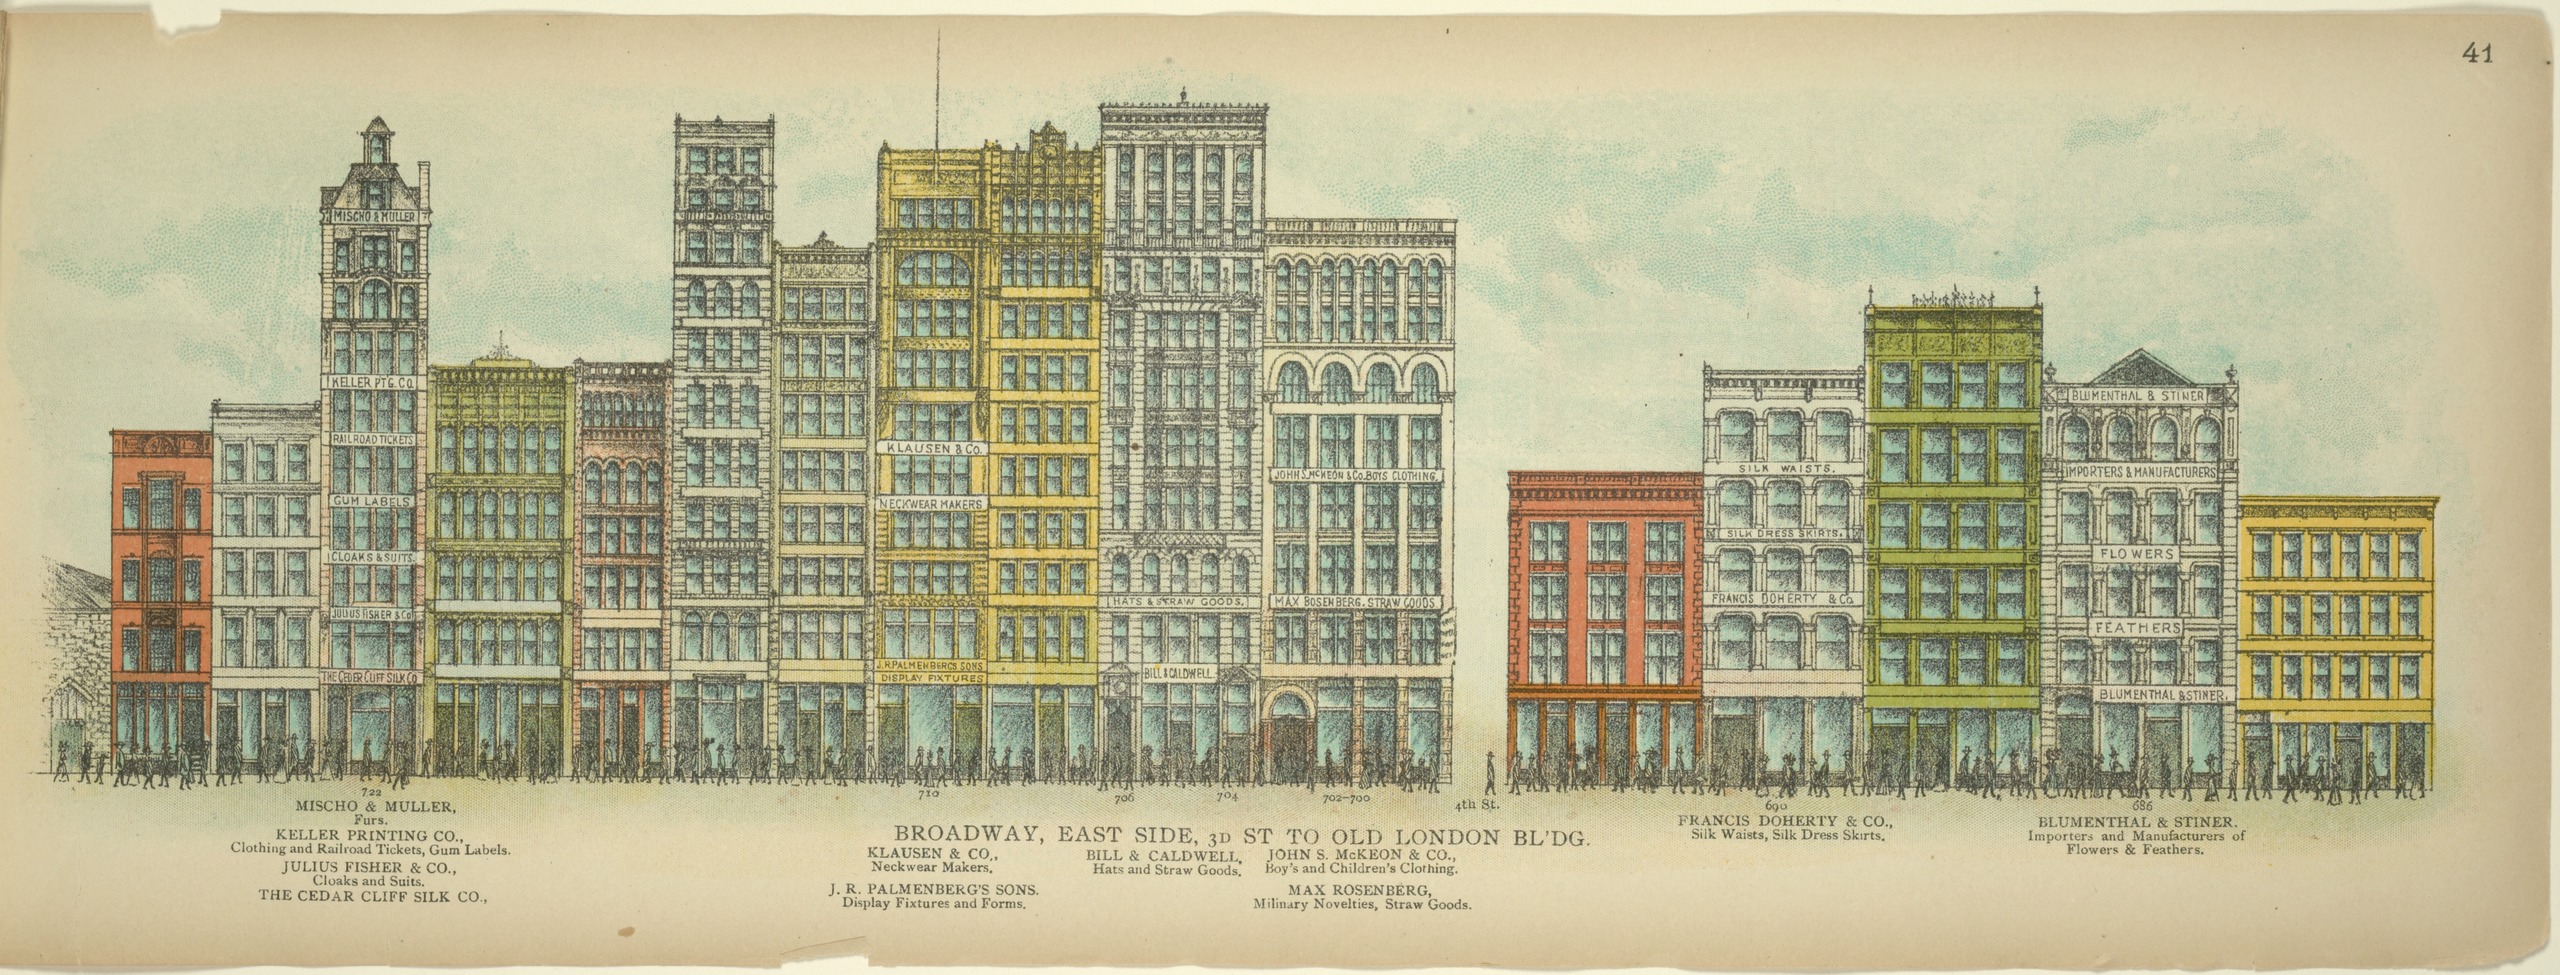 41
MISCHO & MULLER
KELLER PTG. CO.
RAILROAD TICKETS
GUM LABELS
CLOAKS & SUITS.
JULIUS FISHER & Co
THE CEDER CLIFF SILK CO
KLAUSEN & Co.
NECKWEAR MAKERS
J.R. PALMENBERGS SONS
DISPLAY FIXTURES
HATS & STRAW GOODS.
BILL & CALDWELL
JOHN S. McKEON & Co. BOYS CLOTHING.
MAX BOSENBERG. STRAW GOODS
SILK WAISTS.
SILK DRESS SKIRTS.
FRANCIS DOHERTY & Co.
BLUMENTHAL & STINER
IMPORTERS & MANUFACTURERS
FLOWERS
FEATHERS
BLUMENTHAL & STINER.
722
MISCHO & MULLER,
Furs.
KELLER PRINTING CO.,
Clothing and Railroad Tickets, Gum Labels.
JULIUS FISHER & CO.,
Cloaks and Suits.
THE CEDAR CLIFF SILK CO.,
710
706
704
702-700
4th St.
BROADWAY, EAST SIDE, 3D ST TO OLD LONDON BL'DG.
KLAUSEN & CO.,
Neckwear Makers.
J. R. PALMENBERG'S SONS.
Display Fixtures and Forms.
BILL & CALDWELL,
Hats and Straw Goods.
JOHN S. McKEON & CO.,
Boy's and Children's Clothing.
MAX ROSENBERG,
Milinary Novelties, Straw Goods.
690
FRANCIS DOHERTY & CO.,
Silk Waists, Silk Dress Skirts.
686
BLUMENTHAL & STINER.
Importers and Manufacturers of
Flowers & Feathers.